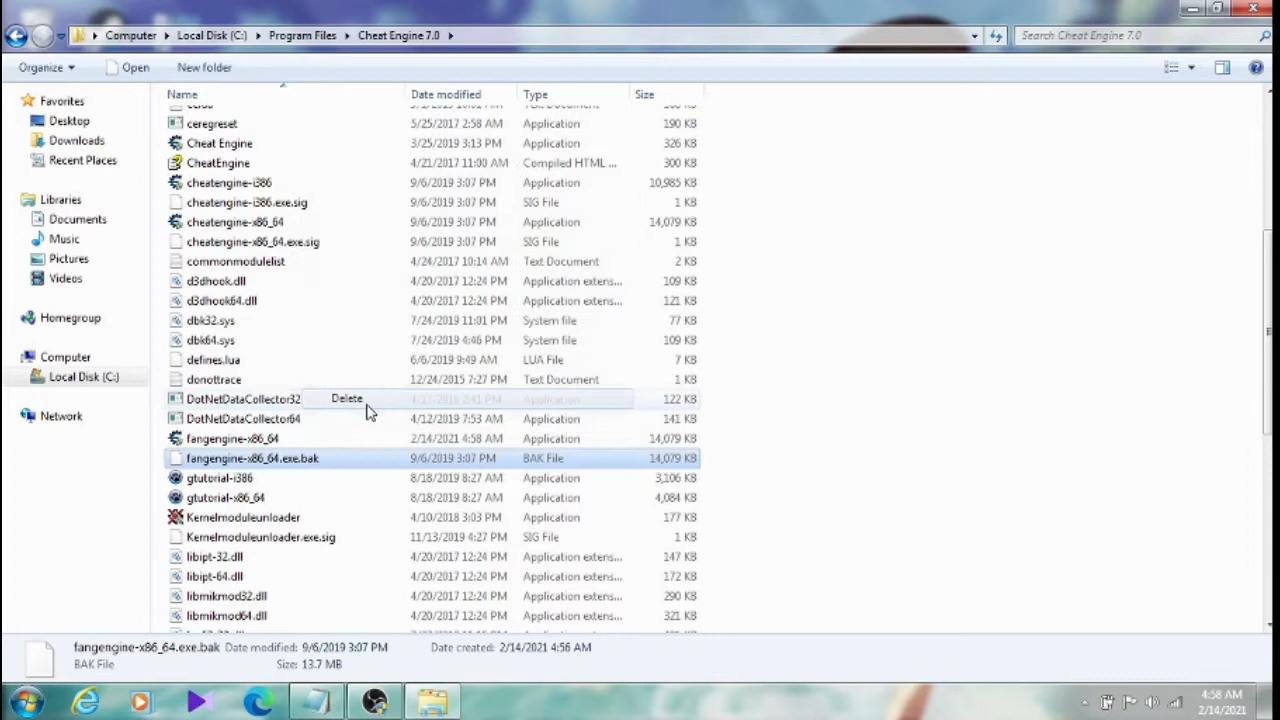 Computer Local Disk (C:) Program Files Cheat Engine 7.0 Search Cheat Engine 7.0
Organize Open New folder
Name Date modified Type Size
Favorites
Desktop
Downloads
Recent Places
Libraries
Documents
Music
Pictures
Videos
Homegroup
Computer
Local Disk (C:)
Network
ceregreset 5/25/2017 2:58 AM Application 190 KB
Cheat Engine 3/25/2019 3:13 PM Application 326 KB
CheatEngine 4/21/2017 11:00 AM Compiled HTML ... 300 KB
cheatengine-i386 9/6/2019 3:07 PM Application 10,985 KB
cheatengine-i386.exe.sig 9/6/2019 3:07 PM SIG File 1 KB
cheatengine-x86_64 9/6/2019 3:07 PM Application 14,079 KB
cheatengine-x86_64.exe.sig 9/6/2019 3:07 PM SIG File 1 KB
commonmodulelist 4/24/2017 10:14 AM Text Document 2 KB
d3dhook.dll 4/20/2017 12:24 PM Application extens... 109 KB
d3dhook64.dll 4/20/2017 12:24 PM Application extens... 121 KB
dbk32.sys 7/24/2019 11:01 PM System file 77 KB
dbk64.sys 7/24/2019 4:46 PM System file 109 KB
defines.lua 6/6/2019 9:49 AM LUA File 7 KB
donottrace 12/24/2015 7:27 PM Text Document 1 KB
DotNetDataCollector32 Delete 2:41 PM Application 122 KB
DotNetDataCollector64 4/12/2019 7:53 AM Application 141 KB
fangengine-x86_64 2/14/2021 4:58 AM Application 14,079 KB
fangengine-x86_64.exe.bak 9/6/2019 3:07 PM BAK File 14,079 KB
gtutorial-i386 8/18/2019 8:27 AM Application 3,106 KB
gtutorial-x86_64 8/18/2019 8:27 AM Application 4,084 KB
Kernelmoduleunloader 4/10/2018 3:03 PM Application 177 KB
Kernelmoduleunloader.exe.sig 11/13/2019 4:27 PM SIG File 1 KB
libipt-32.dll 4/20/2017 12:24 PM Application extens... 147 KB
libipt-64.dll 4/20/2017 12:24 PM Application extens... 172 KB
libmikmod32.dll 4/20/2017 12:24 PM Application extens... 290 KB
libmikmod64.dll 4/20/2017 12:24 PM Application extens... 321 KB
fangengine-x86_64.exe.bak Date modified: 9/6/2019 3:07 PM Date created: 2/14/2021 4:56 AM
BAK File Size: 13.7 MB
4:58 AM
2/14/2021